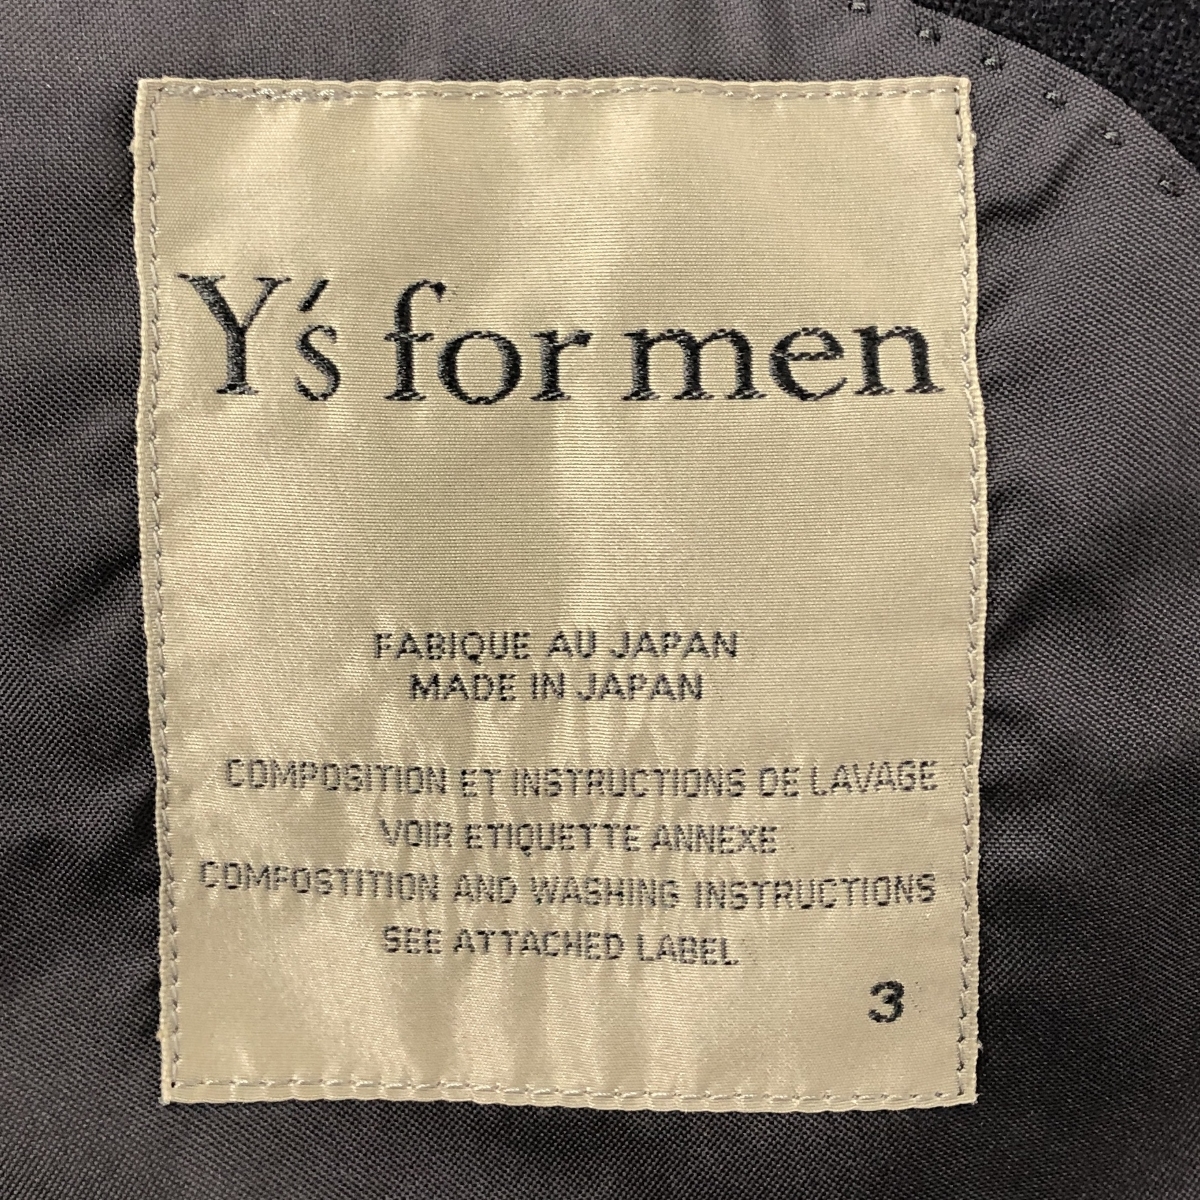 Y's for men
FABIQUE AU JAPAN
MADE IN JAPAN
COMPOSITION ET INSTRUCTIONS DE LAVAGE
VOIR ETIQUETTE ANNEXE
COMPOSTITION AND WASHING INSTRUCTIONS
SEE ATTACHED LABEL
3